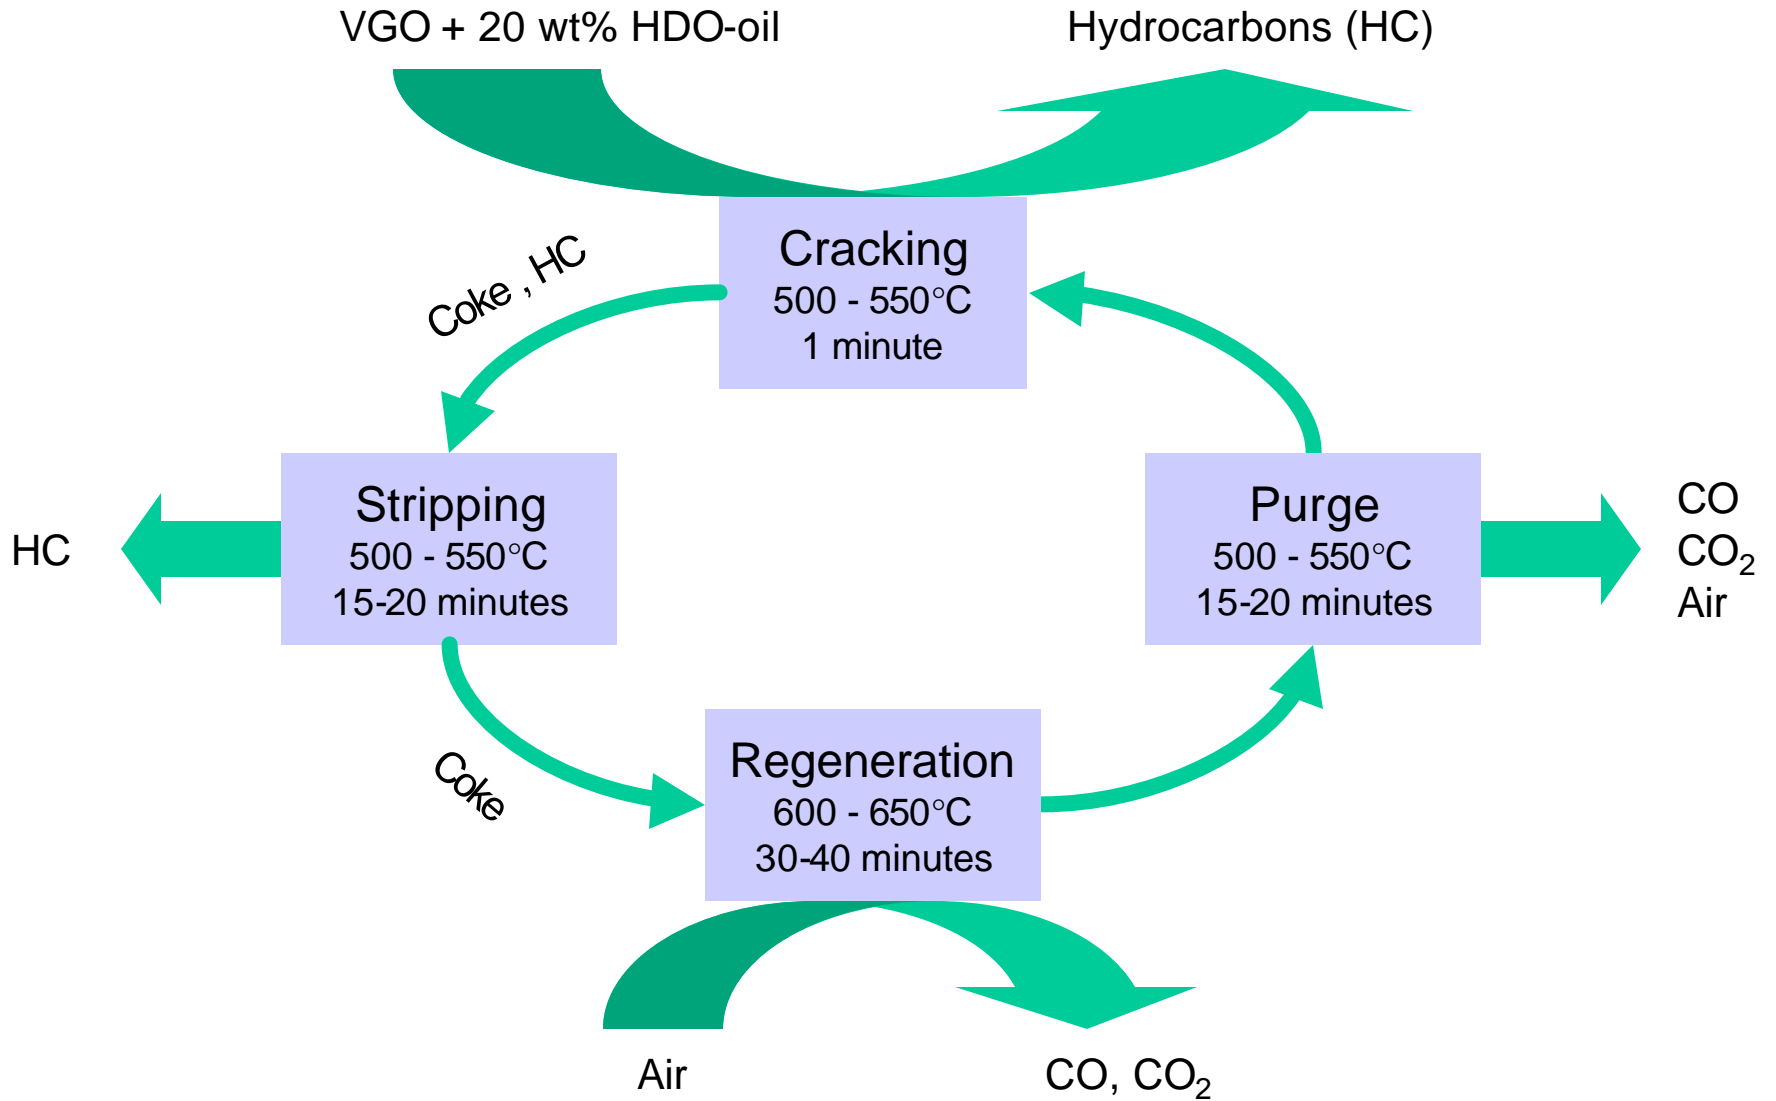 VGO + 20 wt% HDO-oil
Hydrocarbons (HC)
Cracking
500 - 550°C
1 minute
Coke , HC
Stripping
500 - 550°C
15-20 minutes
HC
Purge
500 - 550°C
15-20 minutes
CO
CO₂
Air
Coke
Regeneration
600 - 650°C
30-40 minutes
Air
CO, CO₂